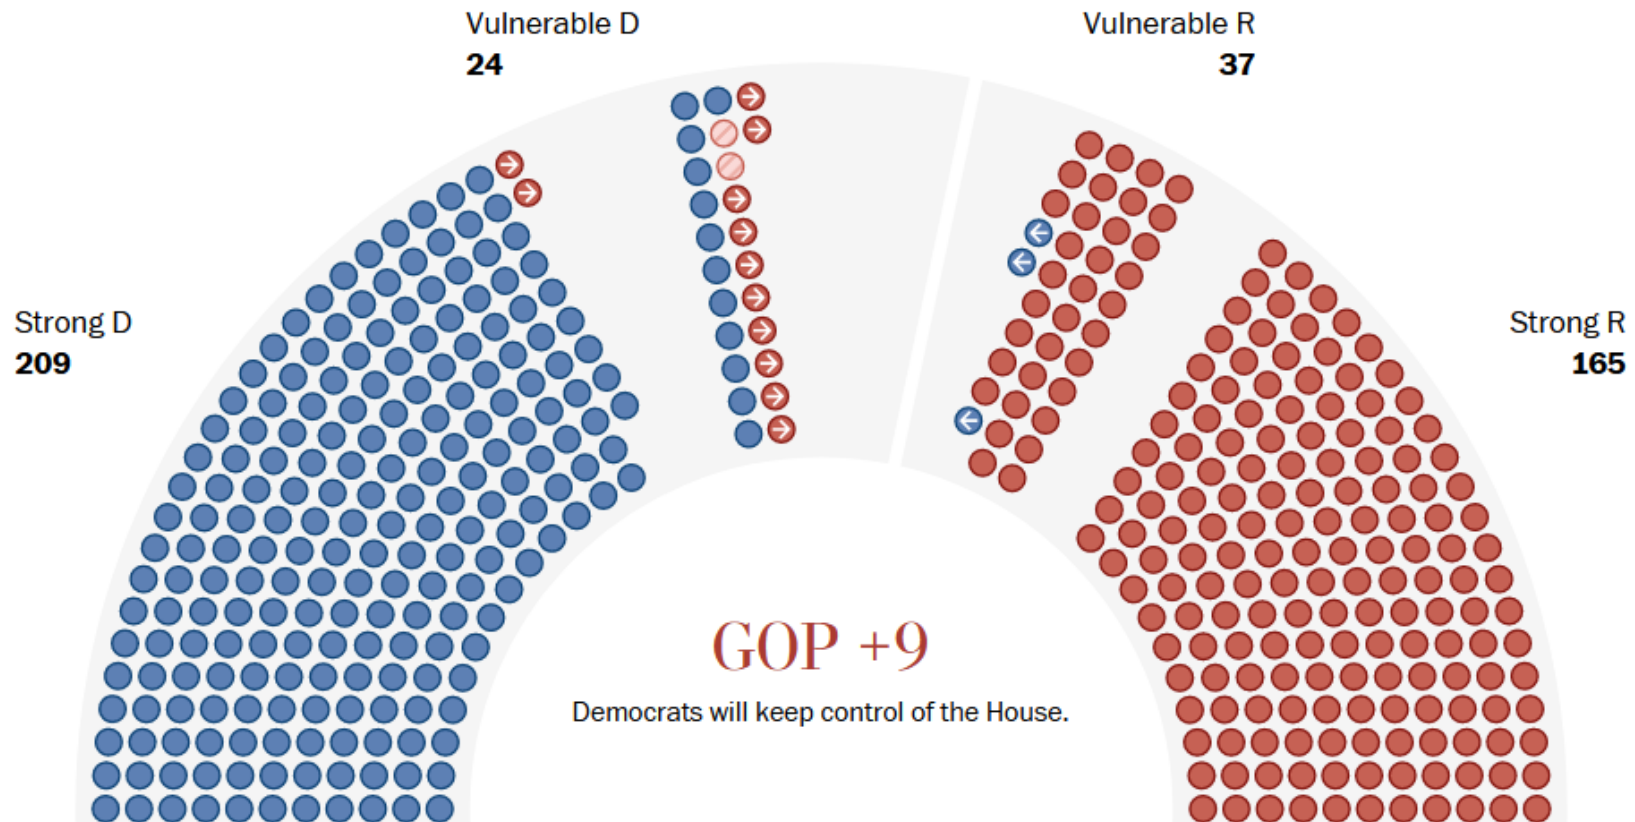 Vulnerable D
24
Vulnerable R
37
Strong D
209
Strong R
165
GOP +9
Democrats will keep control of the House.